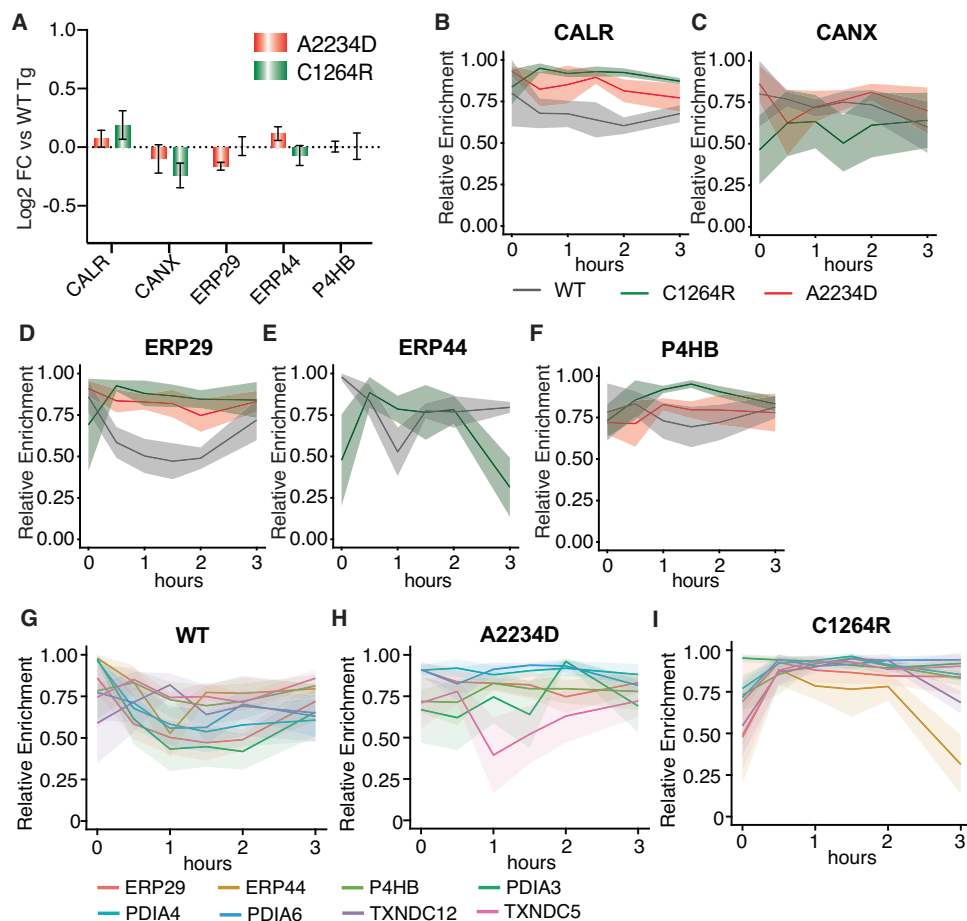 A
1.0
0.5
0.0
-0.5
Log2 FC vs WT Tg
A2234D
C1264R
CALR
CANX
ERP29
ERP44
P4HB
B
CALR
Relative Enrichment
1.00
0.75
0.50
0.25
0.00
0 1 2 3
hours
C
CANX
Relative Enrichment
1.00
0.75
0.50
0.25
0.00
0 1 2 3
hours
WT C1264R A2234D
D
ERP29
Relative Enrichment
1.00
0.75
0.50
0.25
0.00
0 1 2 3
hours
E
ERP44
Relative Enrichment
1.00
0.75
0.50
0.25
0.00
0 1 2 3
hours
F
P4HB
Relative Enrichment
1.00
0.75
0.50
0.25
0.00
0 1 2 3
hours
G
WT
Relative Enrichment
1.00
0.75
0.50
0.25
0
0 1 2 3
hours
H
A2234D
Relative Enrichment
1.00
0.75
0.50
0.25
0
0 1 2 3
hours
I
C1264R
Relative Enrichment
1.00
0.75
0.50
0.25
0
0 1 2 3
hours
ERP29 ERP44 P4HB PDIA3
PDIA4 PDIA6 TXNDC12 TXNDC5